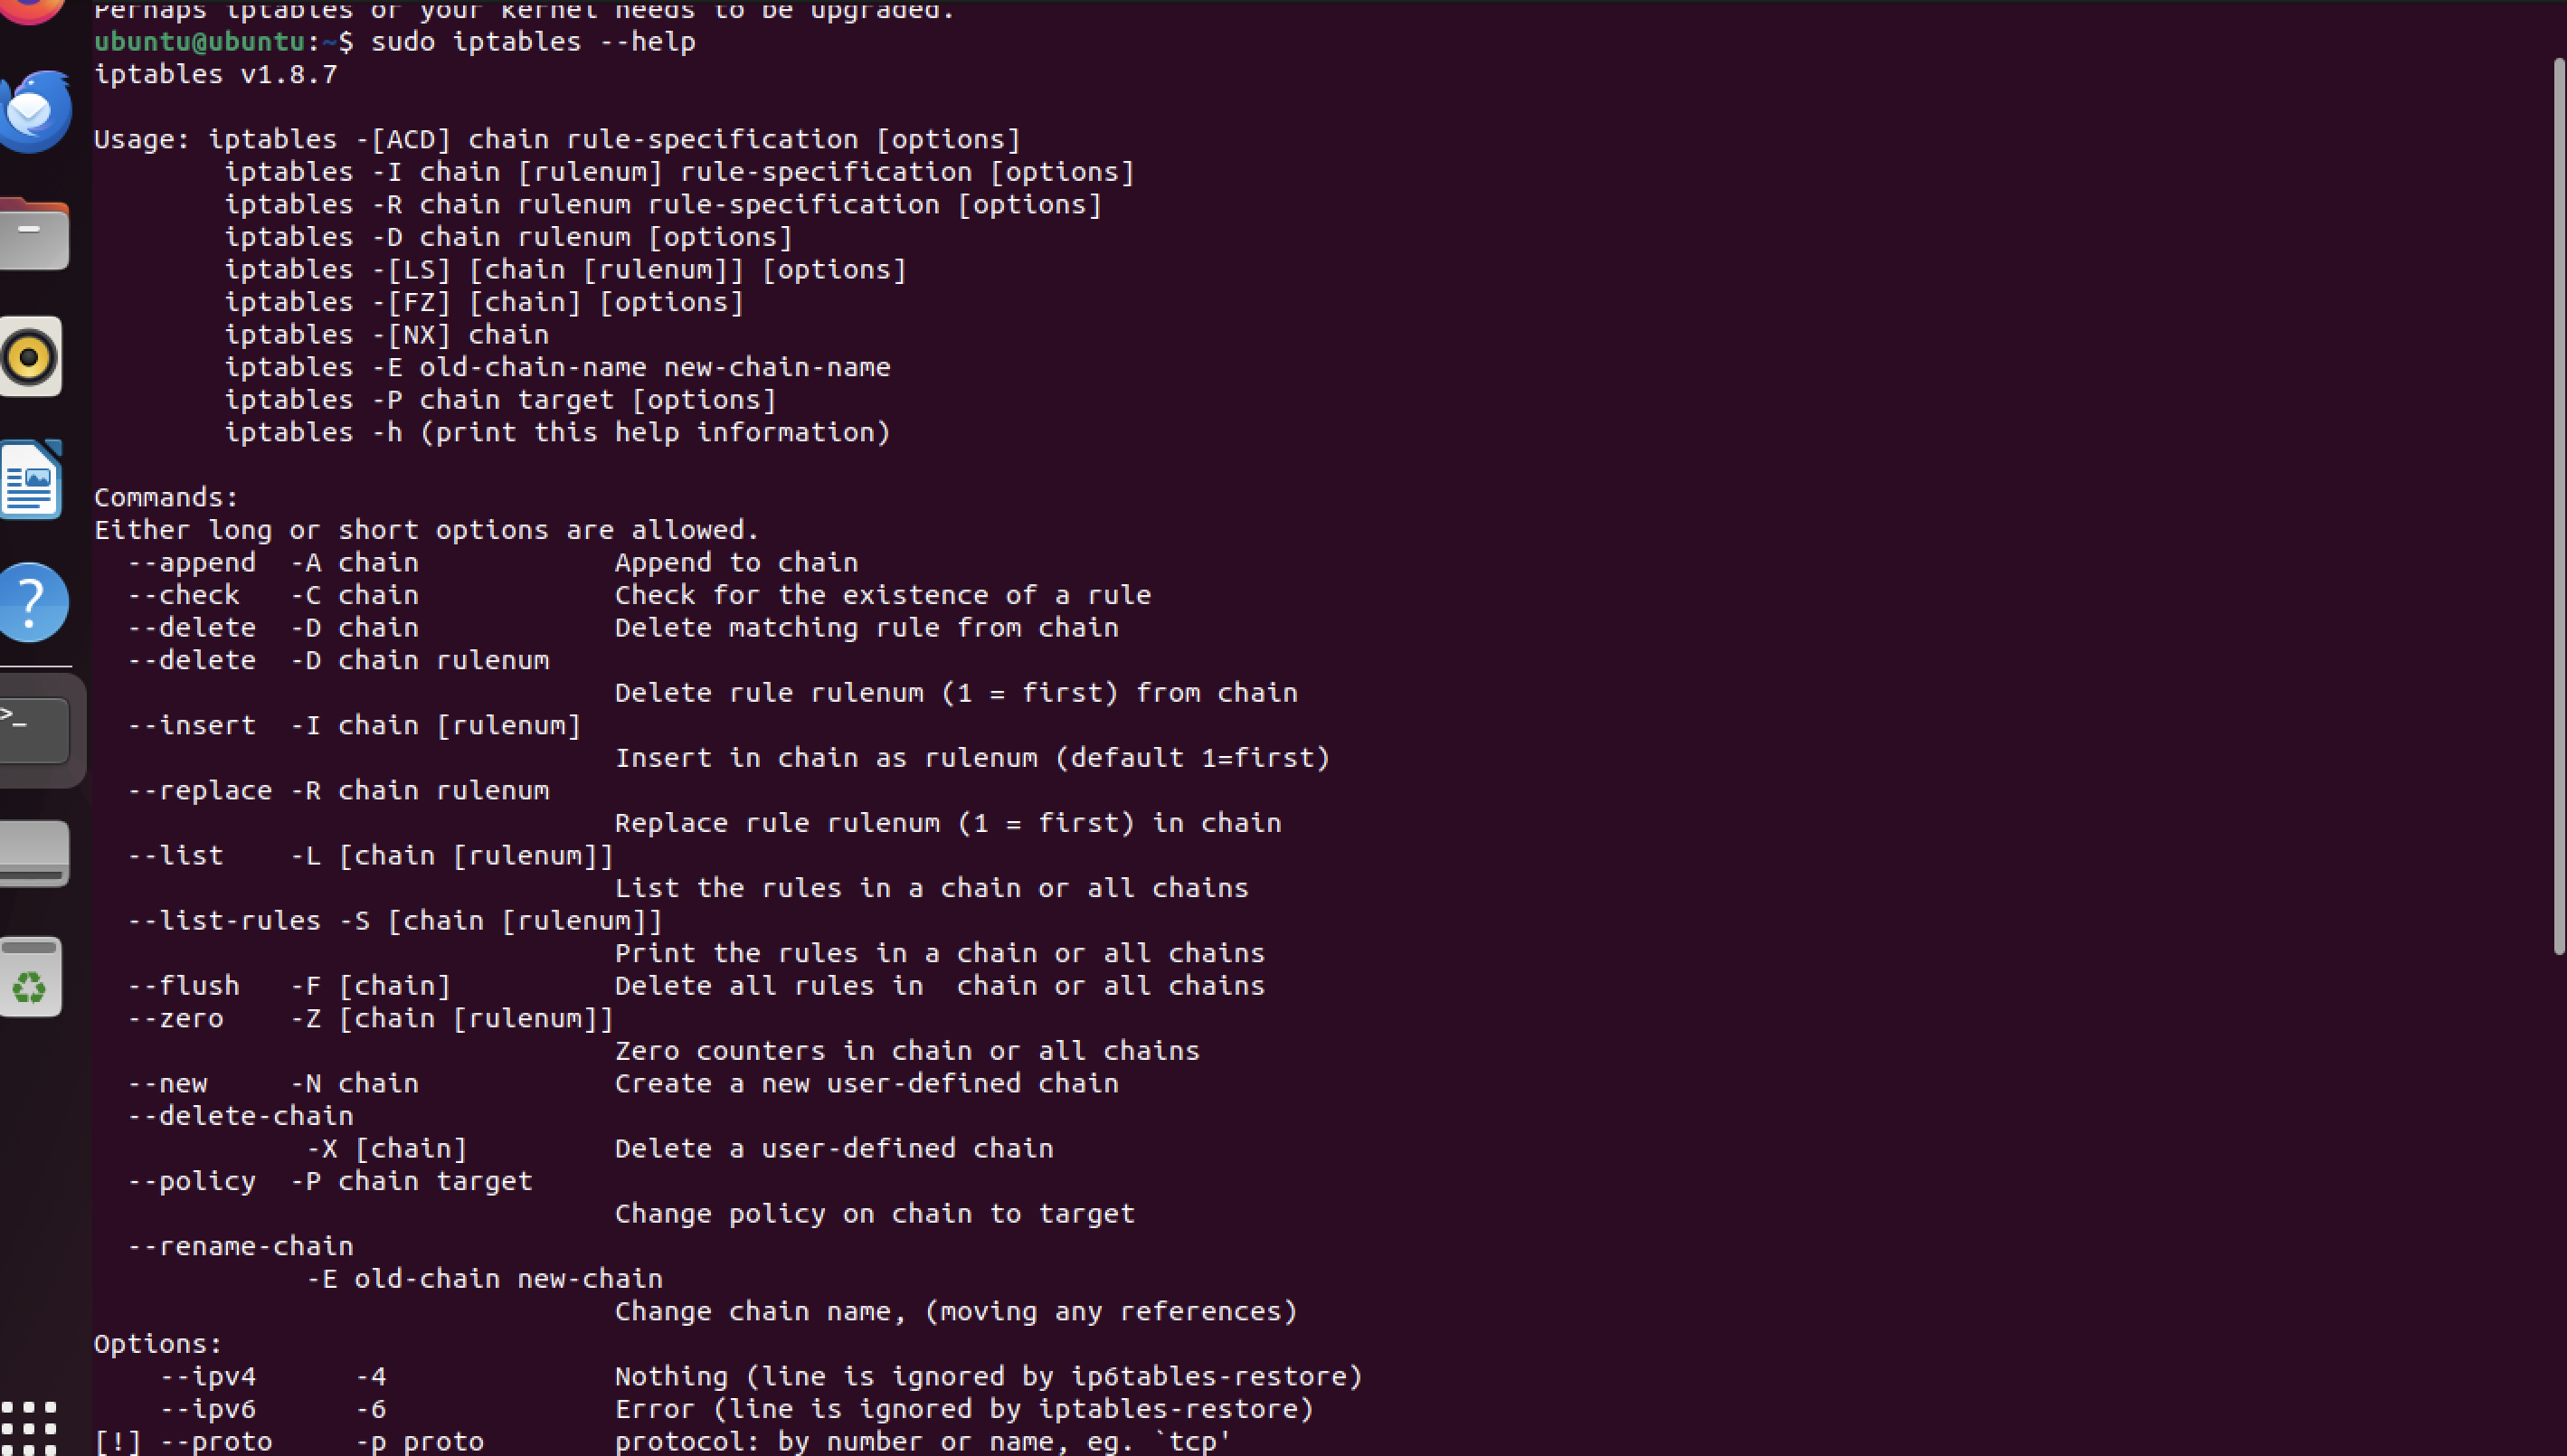 Perhaps iptables or your kernel needs to be upgraded.
ubuntu@ubuntu:~$ sudo iptables --help
iptables v1.8.7

Usage: iptables -[ACD] chain rule-specification [options]
        iptables -I chain [rulenum] rule-specification [options]
        iptables -R chain rulenum rule-specification [options]
        iptables -D chain rulenum [options]
        iptables -[LS] [chain [rulenum]] [options]
        iptables -[FZ] [chain] [options]
        iptables -[NX] chain
        iptables -E old-chain-name new-chain-name
        iptables -P chain target [options]
        iptables -h (print this help information)

Commands:
Either long or short options are allowed.
  --append  -A chain            Append to chain
  --check   -C chain            Check for the existence of a rule
  --delete  -D chain            Delete matching rule from chain
  --delete  -D chain rulenum
                                Delete rule rulenum (1 = first) from chain
  --insert  -I chain [rulenum]
                                Insert in chain as rulenum (default 1=first)
  --replace -R chain rulenum
                                Replace rule rulenum (1 = first) in chain
  --list    -L [chain [rulenum]]
                                List the rules in a chain or all chains
  --list-rules -S [chain [rulenum]]
                                Print the rules in a chain or all chains
  --flush   -F [chain]          Delete all rules in  chain or all chains
  --zero    -Z [chain [rulenum]]
                                Zero counters in chain or all chains
  --new     -N chain            Create a new user-defined chain
  --delete-chain
             -X [chain]         Delete a user-defined chain
  --policy  -P chain target
                                Change policy on chain to target
  --rename-chain
             -E old-chain new-chain
                                Change chain name, (moving any references)
Options:
    --ipv4      -4              Nothing (line is ignored by ip6tables-restore)
    --ipv6      -6              Error (line is ignored by iptables-restore)
[!] --proto     -p proto        protocol: by number or name, eg. `tcp'